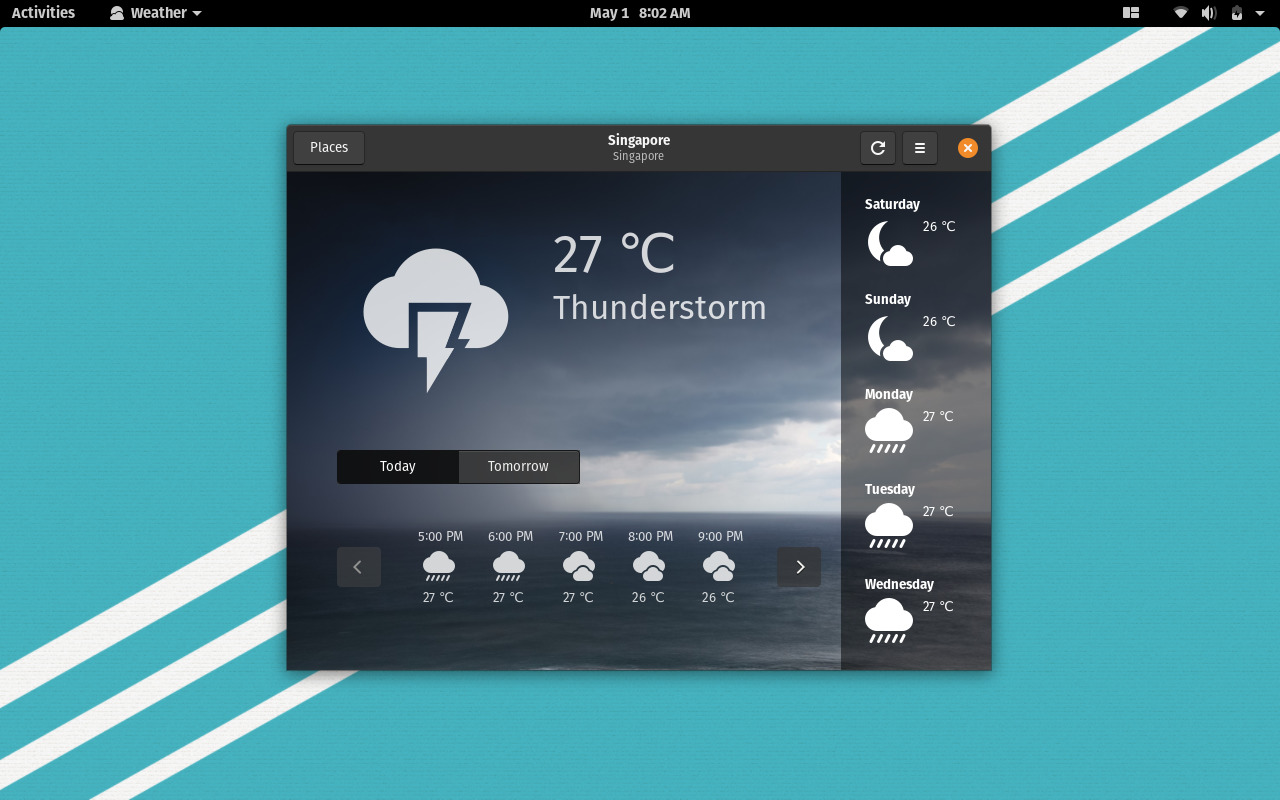 Activities Weather May 1 8:02 AM
Places Singapore
Singapore
27 °C
Thunderstorm
Today Tomorrow
5:00 PM 6:00 PM 7:00 PM 8:00 PM 9:00 PM
27 °C 27 °C 27 °C 26 °C 26 °C
Saturday
26 °C
Sunday
26 °C
Monday
27 °C
Tuesday
27 °C
Wednesday
27 °C